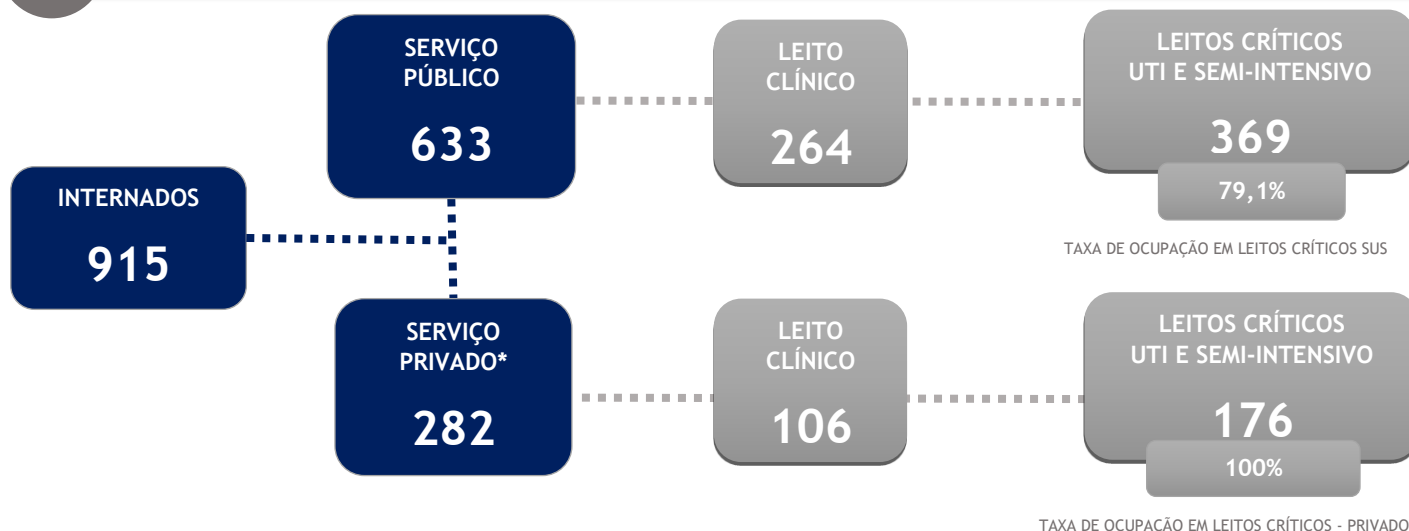 SERVIÇO
PÚBLICO
633
LEITO
CLÍNICO
264
LEITOS CRÍTICOS
UTI E SEMI-INTENSIVO
369
79,1%
TAXA DE OCUPAÇÃO EM LEITOS CRÍTICOS SUS
INTERNADOS
915
SERVIÇO
PRIVADO*
282
LEITO
CLÍNICO
106
LEITOS CRÍTICOS
UTI E SEMI-INTENSIVO
176
100%
TAXA DE OCUPAÇÃO EM LEITOS CRÍTICOS - PRIVADO